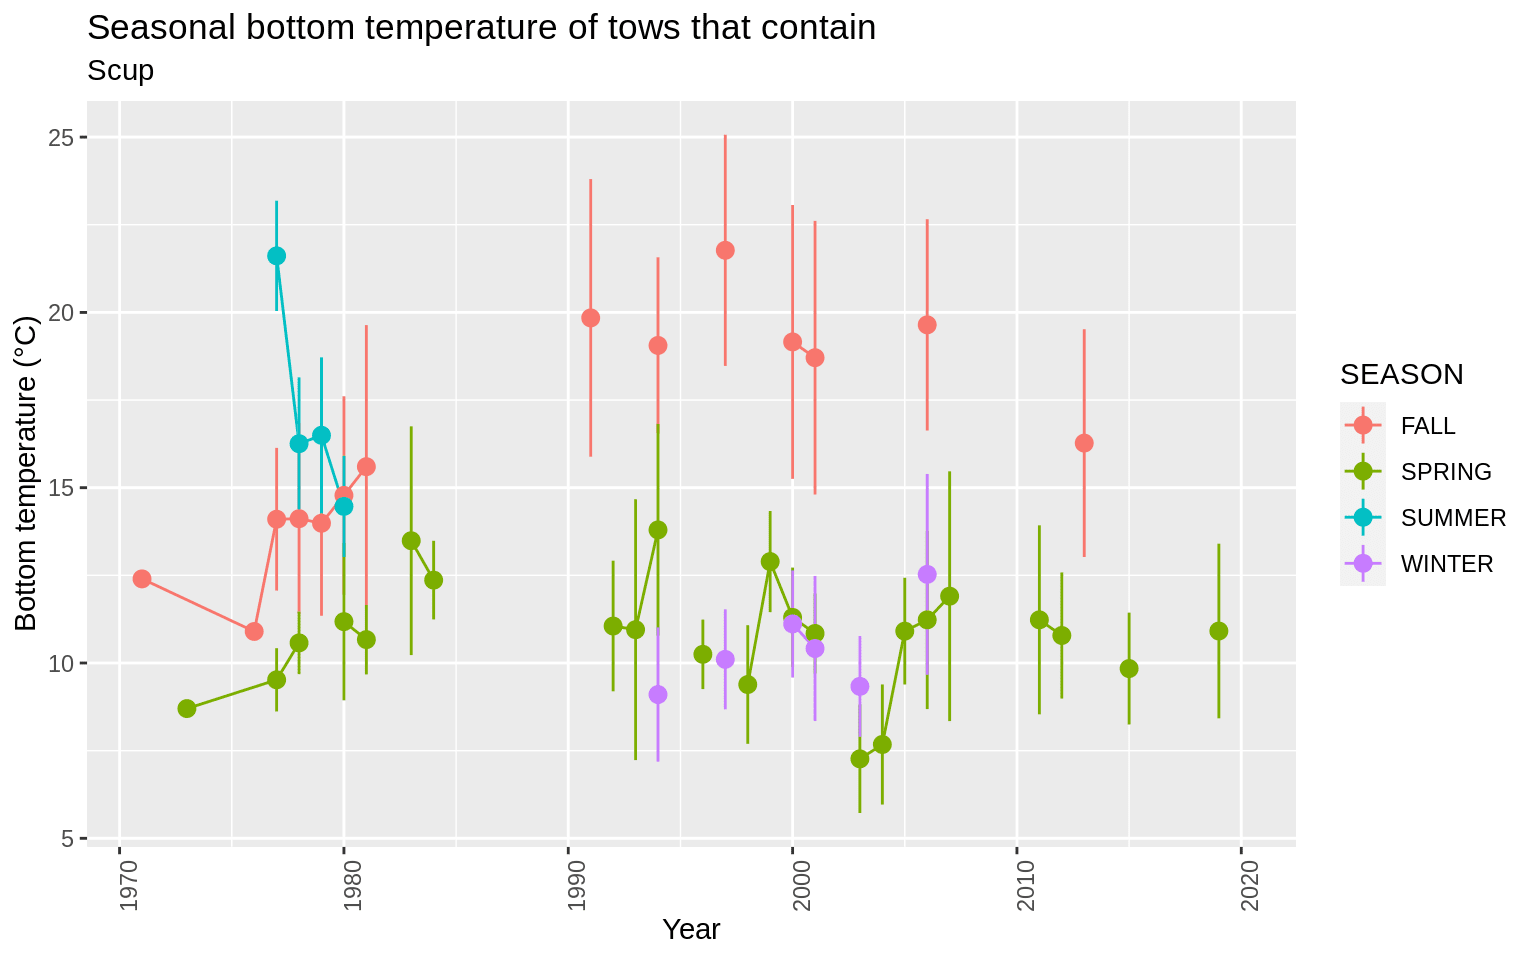 Seasonal bottom temperature of tows that contain
Scup
Bottom temperature (°C)
25
20
15
10
5
1970
1980
1990
2000
2010
2020
Year
SEASON
FALL
SPRING
SUMMER
WINTER